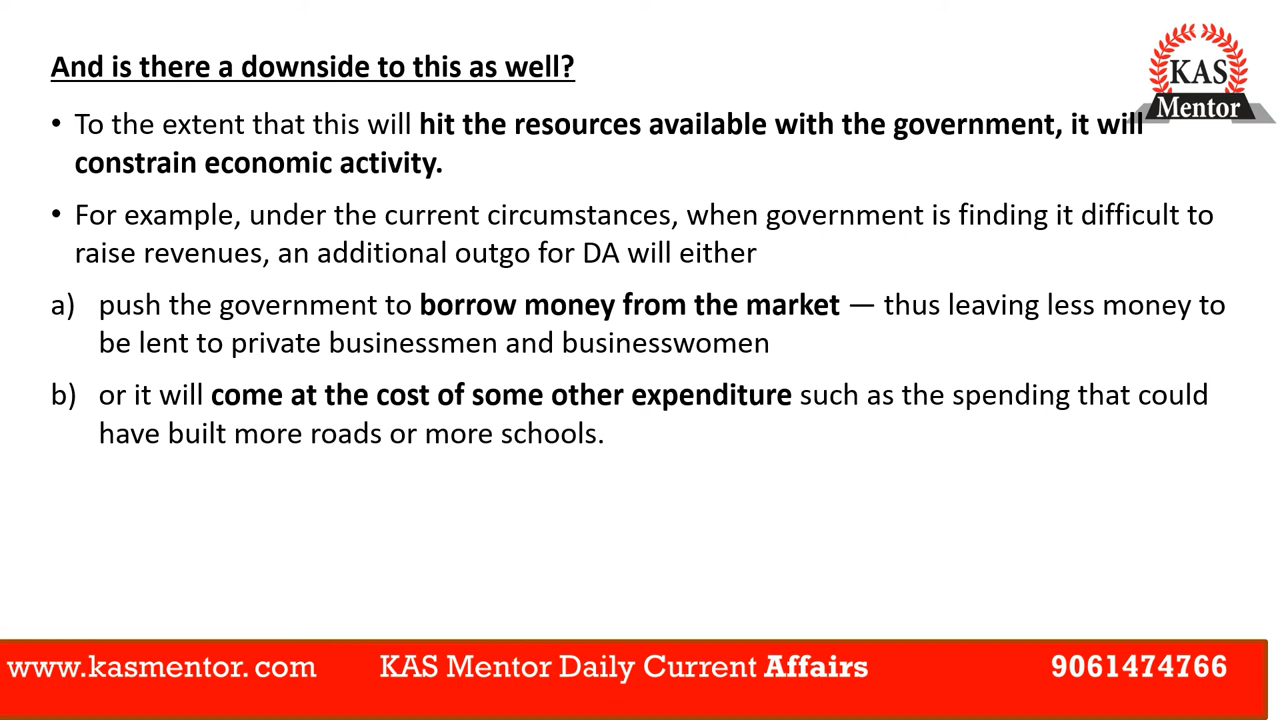 And is there a downside to this as well?
• To the extent that this will hit the resources available with the government, it will
constrain economic activity.
• For example, under the current circumstances, when government is finding it difficult to
raise revenues, an additional outgo for DA will either
a) push the government to borrow money from the market — thus leaving less money to
be lent to private businessmen and businesswomen
b) or it will come at the cost of some other expenditure such as the spending that could
have built more roads or more schools.
KAS
Mentor
www.kasmentor.com KAS Mentor Daily Current Affairs 9061474766